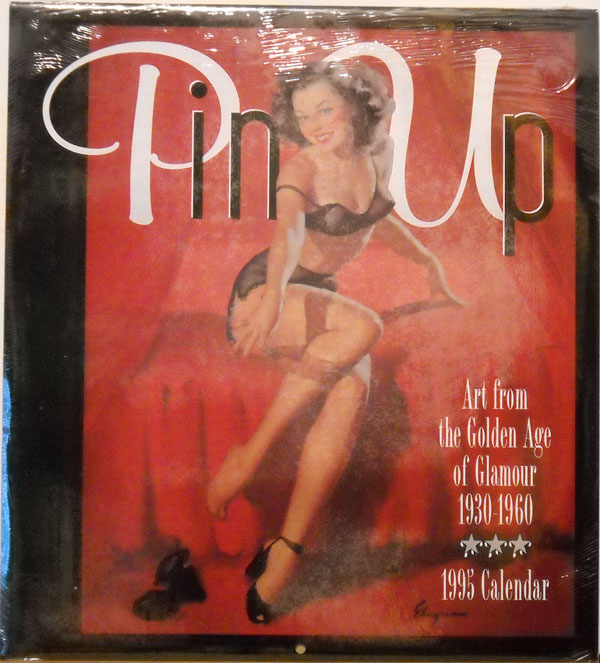 Pin Up
Art from
the Golden Age
of Glamour
1930-1960
1995 Calendar